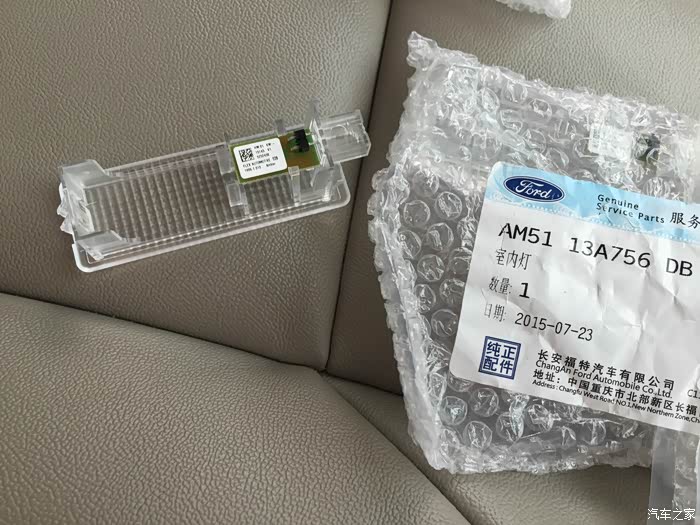 Ford
Genuine
Service Parts 服务
AM51 13A756 DB
室内灯
数量: 1
日期: 2015-07-23
纯正
配件
长安福特汽车有限公司
ChangAn Ford Automobile Co.,Ltd.
地址: 中国重庆市北部新区长福
Address: Changfu West Road NO.1,New Northern Zone,
汽车之家